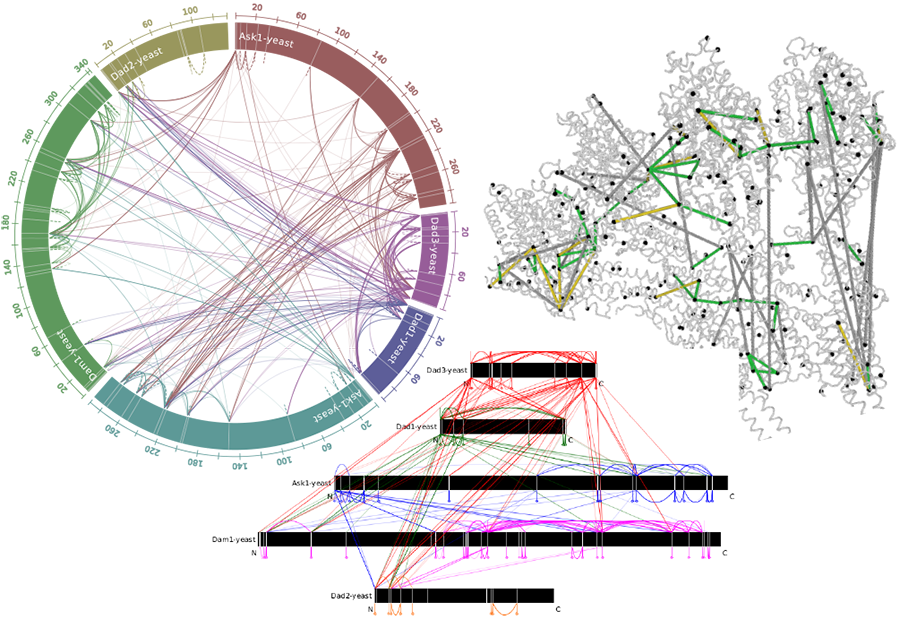 Dad2-yeast
20
60
100
Ask1-yeast
20
60
100
140
180
220
260
Dad3-yeast
20
60
Dad1-yeast
20
60
Ask1-yeast
20
60
100
140
180
220
260
Dam1-yeast
20
60
100
140
180
220
260
300
340
Dad3-yeast
N
C
Dad1-yeast
N
C
Ask1-yeast
N
C
Dam1-yeast
N
C
Dad2-yeast
N
C